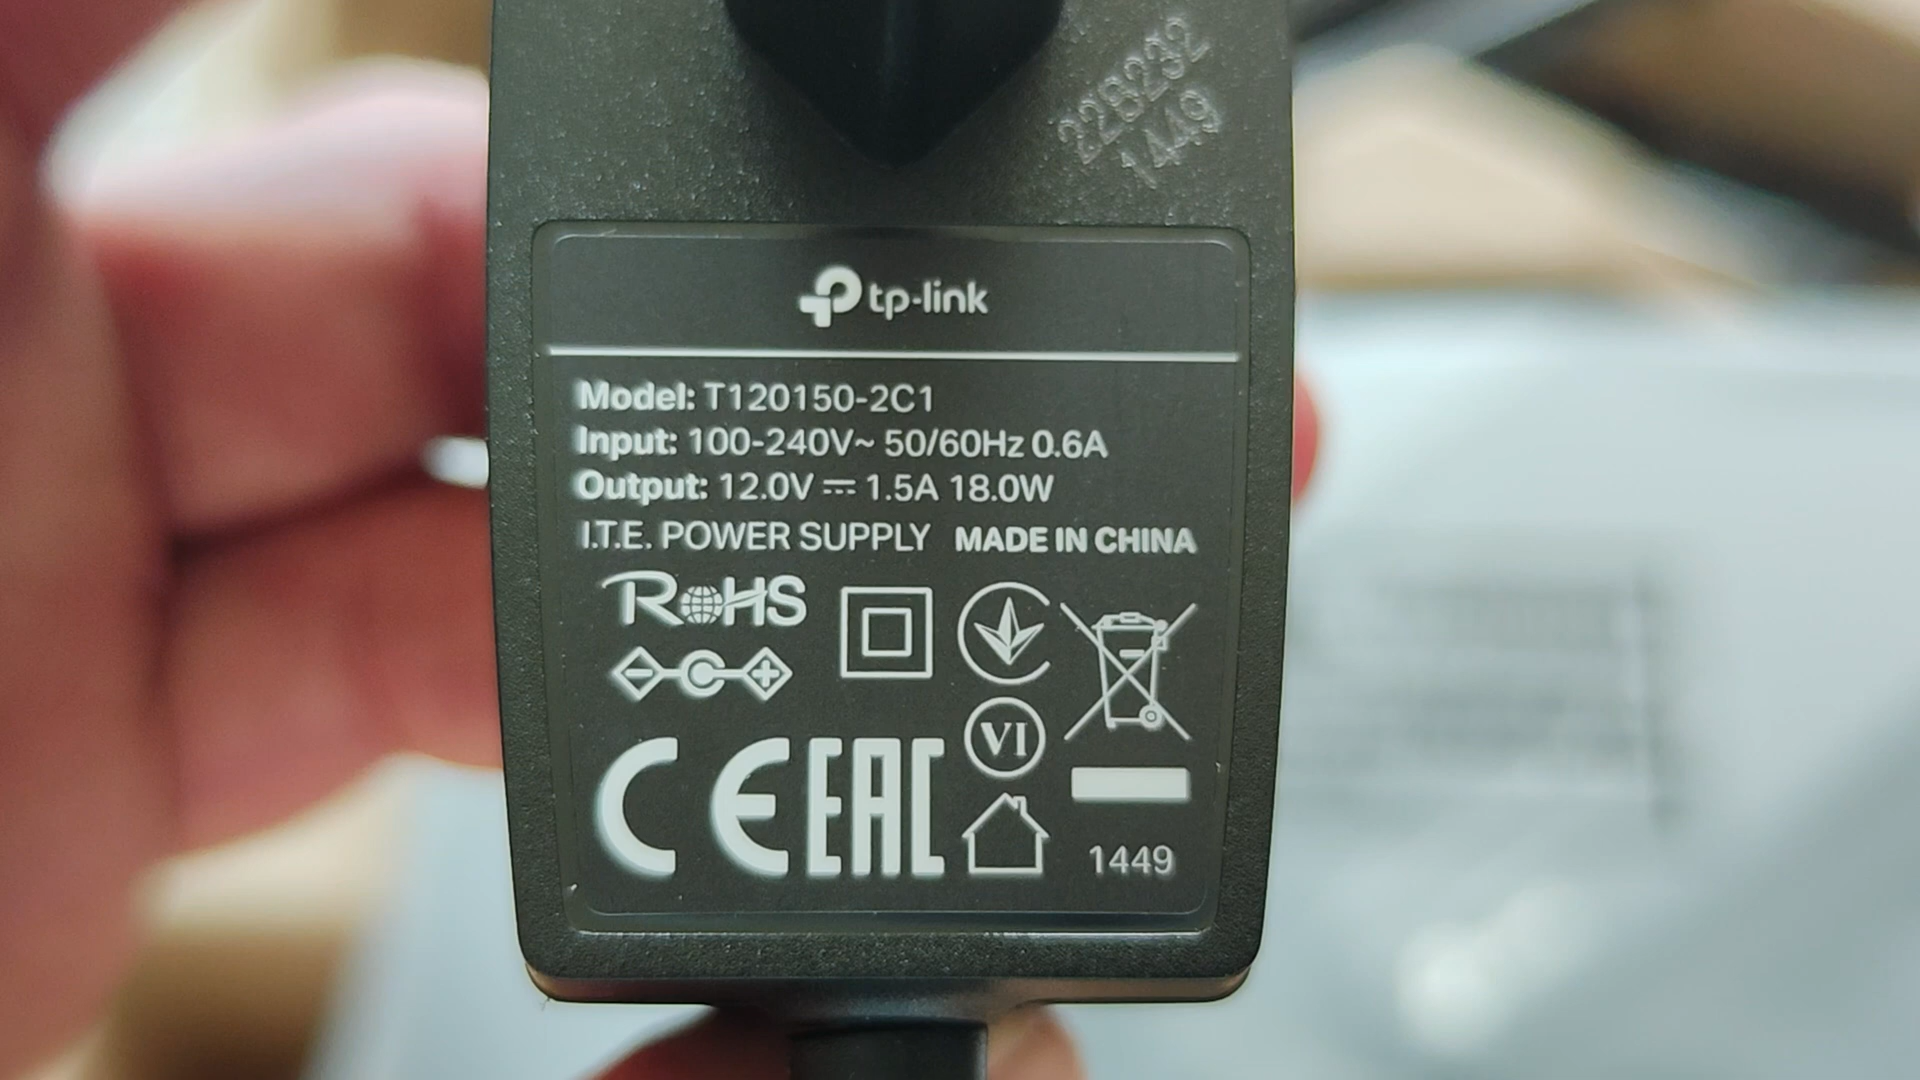 228232
1449
tp-link
Model: T120150-2C1
Input: 100-240V~ 50/60Hz 0.6A
Output: 12.0V ⎓ 1.5A 18.0W
I.T.E. POWER SUPPLY MADE IN CHINA
RoHS
- +
VI
CE EAC
1449